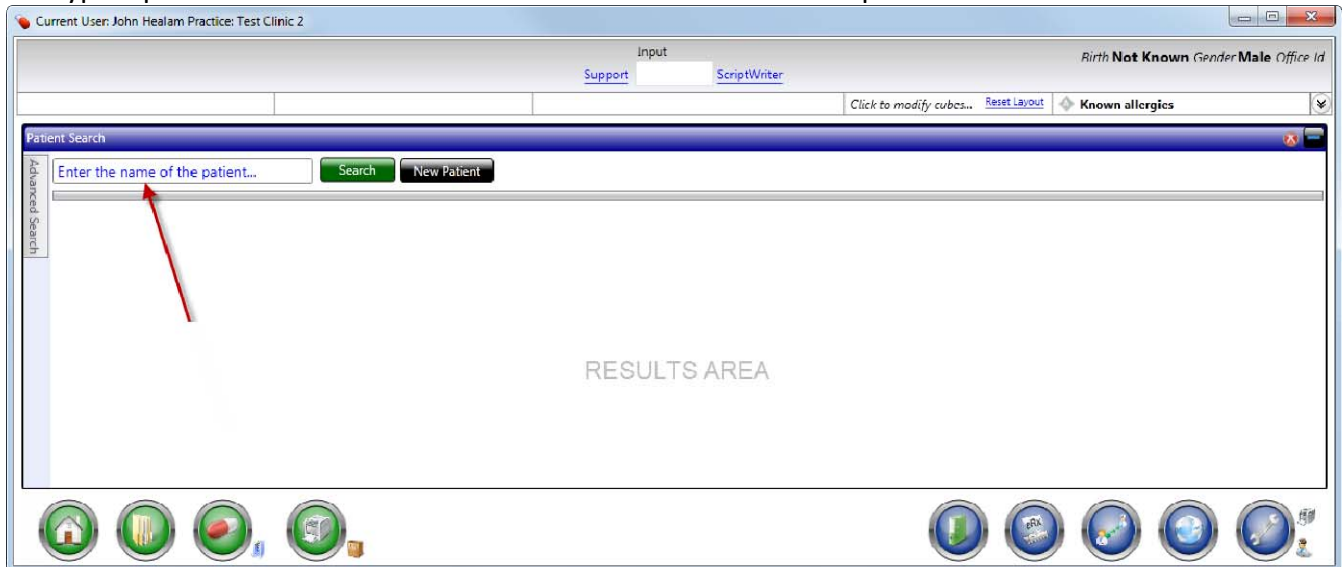 Current User: John Healam Practice: Test Clinic 2
Input
Support ScriptWriter
Birth Not Known Gender Male Office Id
Click to modify cubes... Reset Layout Known allergies
Patient Search
Advanced Search
Enter the name of the patient... Search New Patient
RESULTS AREA
eRX